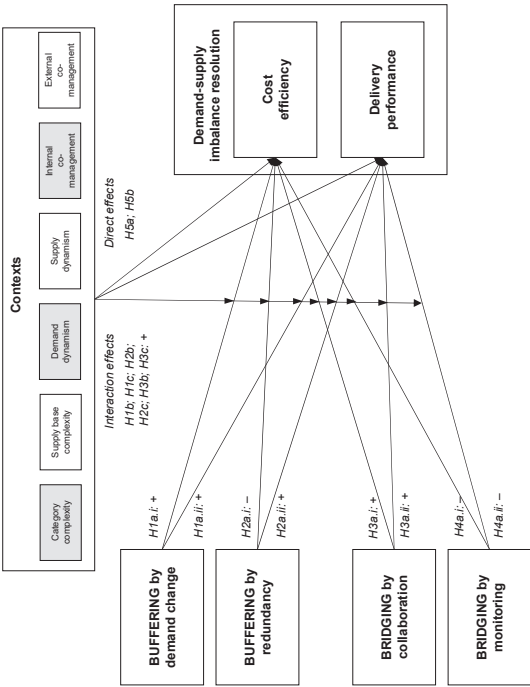 Contexts
Category
complexity
Supply base
complexity
Demand
dynamism
Supply
dynamism
Internal
co-
management
External
co-
management
Interaction effects
H1b; H1c; H2b;
H2c; H3b; H3c: +
Direct effects
H5a; H5b
BUFFERING by
demand change
H1a.i: +
H1a.ii: +
BUFFERING by
redundancy
H2a.i: –
H2a.ii: +
BRIDGING by
collaboration
H3a.i: +
H3a.ii: +
BRIDGING by
monitoring
H4a.i: –
H4a.ii: –
Demand-supply
imbalance resolution
Cost
efficiency
Delivery
performance